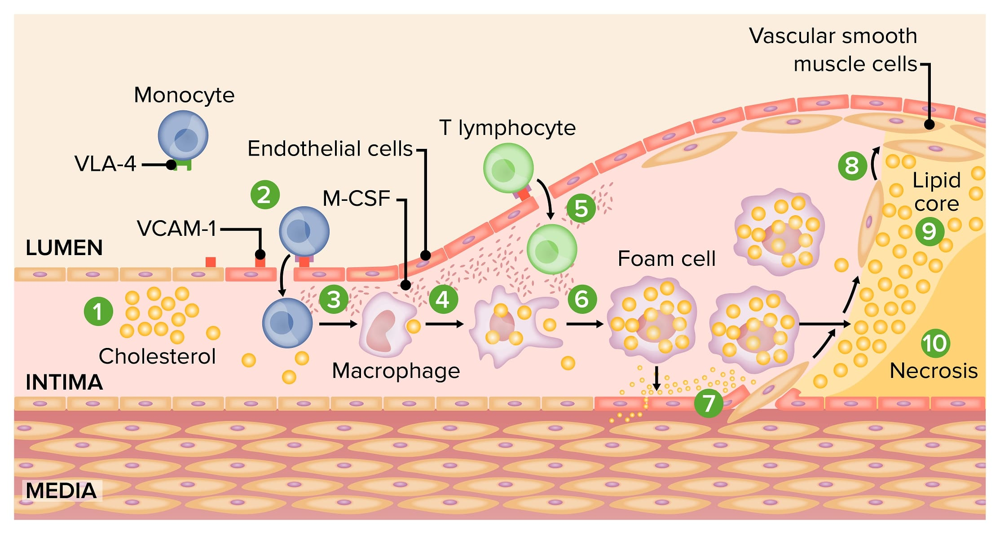 Vascular smooth
muscle cells
Monocyte
T lymphocyte
Endothelial cells
VLA-4
8
Lipid
core
2
M-CSF
5
VCAM-1
9
LUMEN
Foam cell
3
4
6
1
10
Cholesterol
Macrophage
Necrosis
INTIMA
7
MEDIA